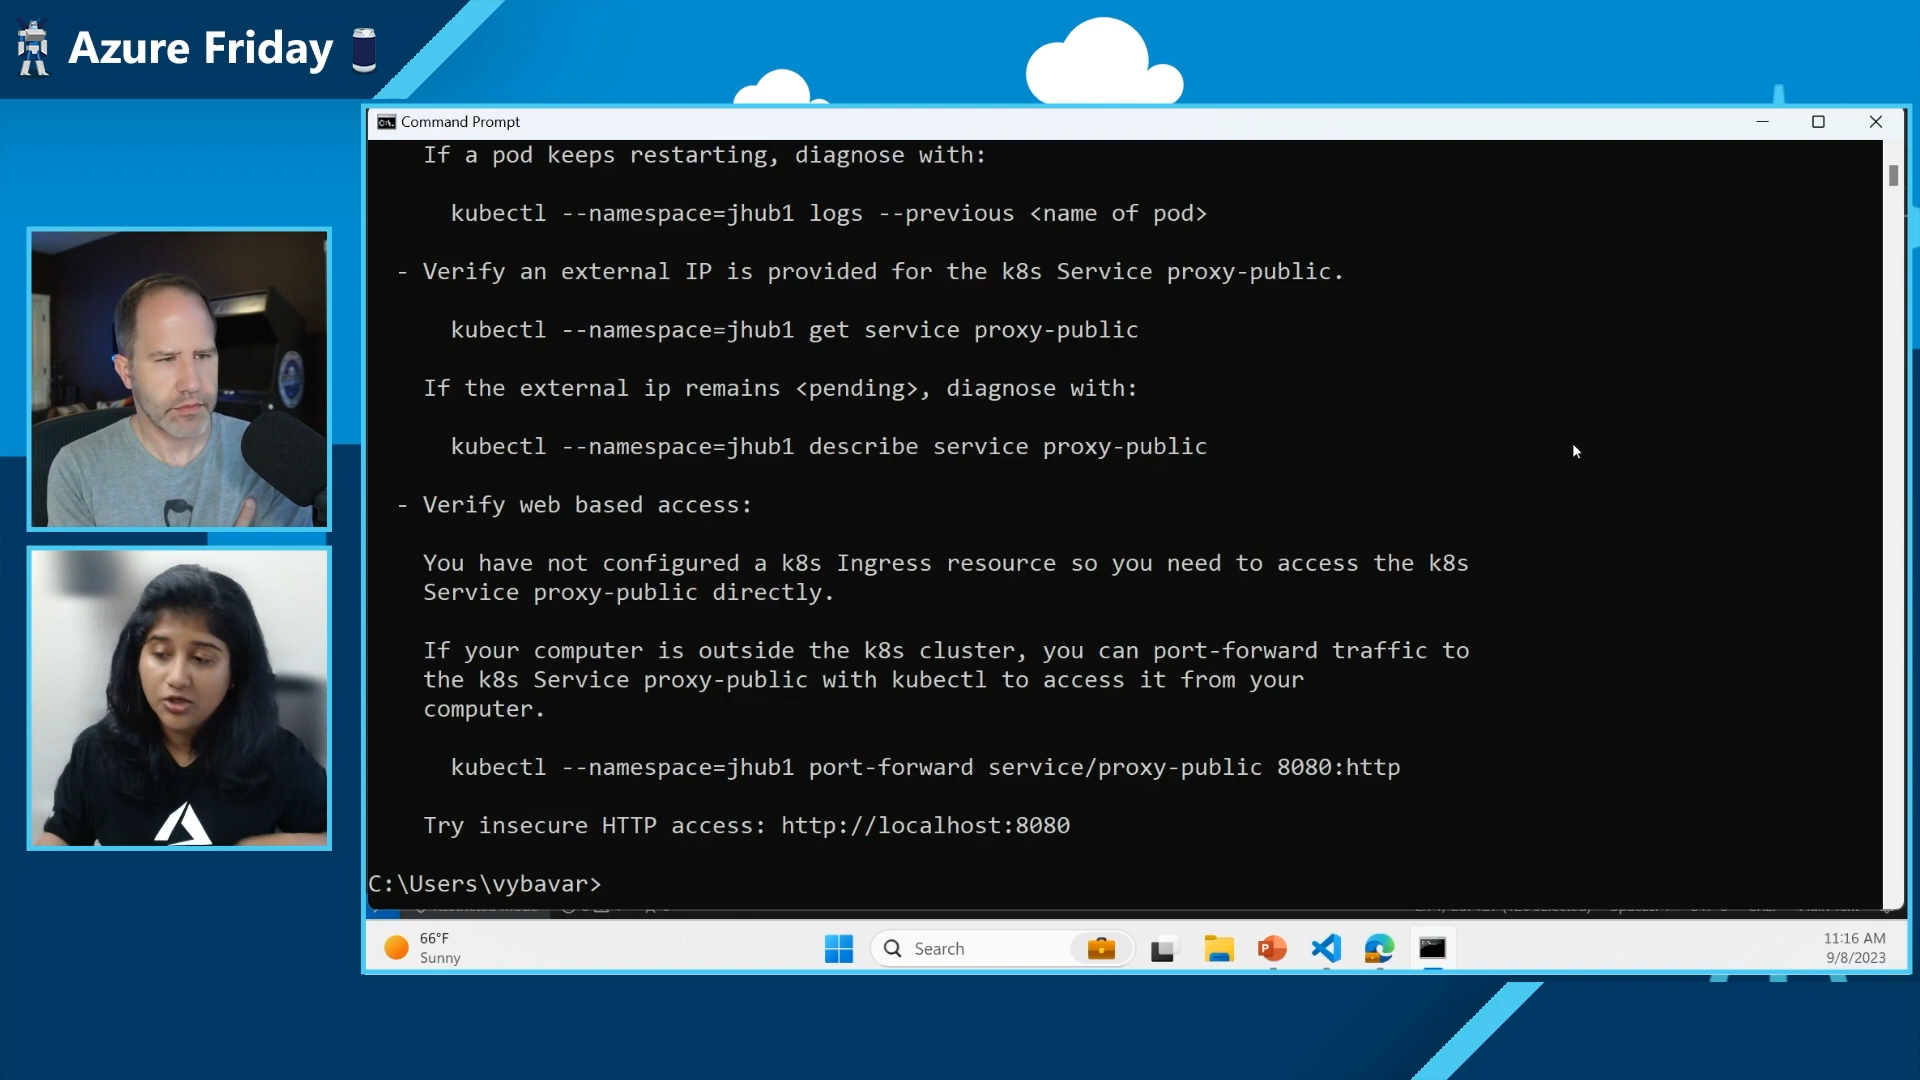 Azure Friday
Command Prompt
If a pod keeps restarting, diagnose with:
kubectl --namespace=jhub1 logs --previous <name of pod>
- Verify an external IP is provided for the k8s Service proxy-public.
kubectl --namespace=jhub1 get service proxy-public
If the external ip remains <pending>, diagnose with:
kubectl --namespace=jhub1 describe service proxy-public
- Verify web based access:
You have not configured a k8s Ingress resource so you need to access the k8s
Service proxy-public directly.
If your computer is outside the k8s cluster, you can port-forward traffic to
the k8s Service proxy-public with kubectl to access it from your
computer.
kubectl --namespace=jhub1 port-forward service/proxy-public 8080:http
Try insecure HTTP access: http://localhost:8080
C:\Users\vybavar>
66°F
Sunny
Search
11:16 AM
9/8/2023